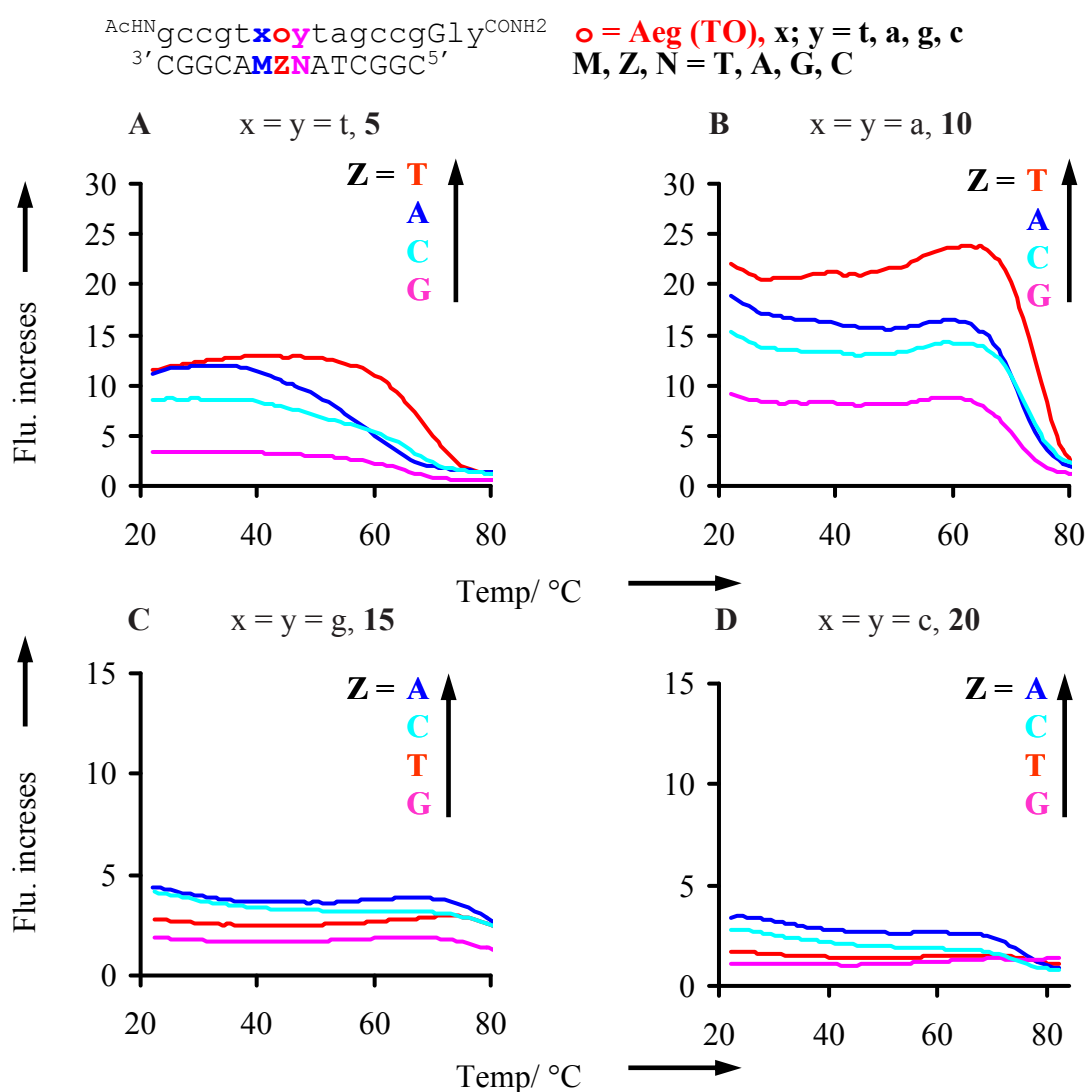 AcHNgccgtxoytagccgGlyCONH2 o = Aeg (TO), x; y = t, a, g, c
3’CGGCAMZNATCGGC5’ M, Z, N = T, A, G, C
A x = y = t, 5
B x = y = a, 10
Flu. increses
Z = T
A
C
G
30
25
20
15
10
5
0
20 40 60 80
Z = T
A
C
G
30
25
20
15
10
5
0
20 40 60 80
Temp/ °C
C x = y = g, 15
D x = y = c, 20
Flu. increses
Z = A
C
T
G
15
10
5
0
20 40 60 80
Z = A
C
T
G
15
10
5
0
20 40 60 80
Temp/ °C